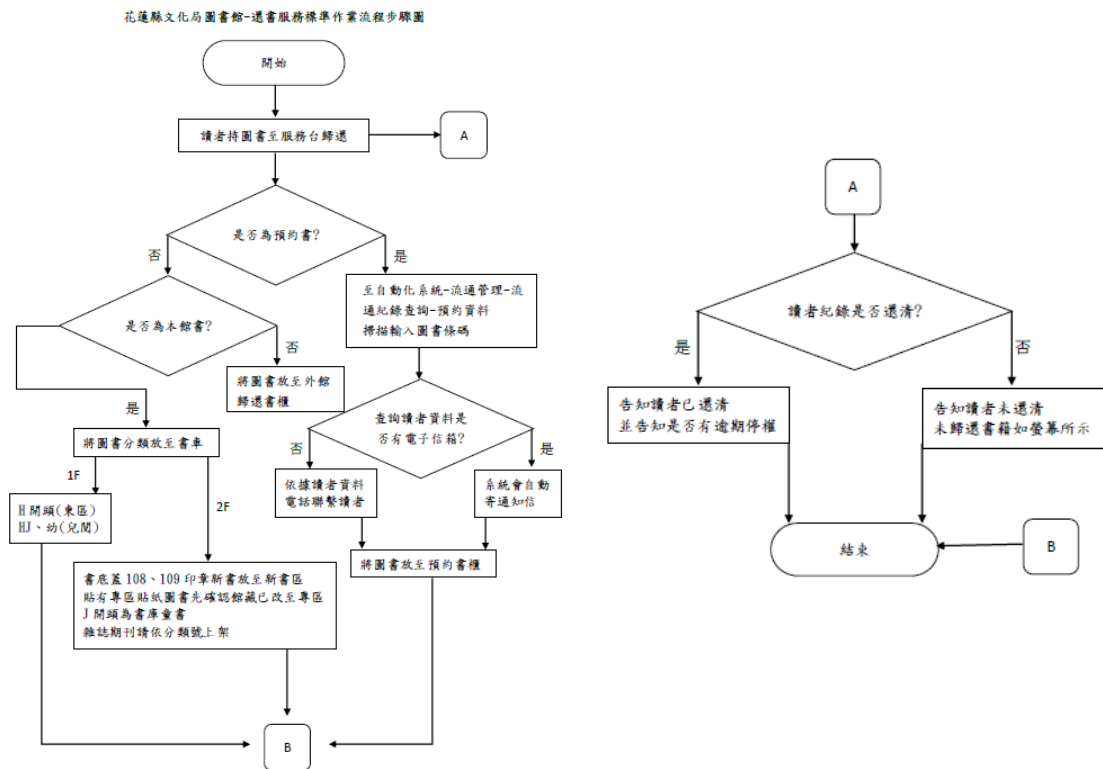 花蓮縣文化局圖書館-還書服務標準作業流程步驟圖
開始
讀者持圖書至服務台歸還
A
是否為預約書?
否
是
是否為本館書?
否
將圖書放至外館
歸還書櫃
是
至自動化系統-流通管理-流
通紀錄查詢-預約資料
掃描輸入圖書條碼
查詢讀者資料是
否有電子信箱?
否
是
依據讀者資料
電話聯繫讀者
系統會自動
寄通知信
將圖書放至預約書櫃
將圖書分類放至書車
1F
2F
H 開頭(東區)
HJ、幼(兒閱)
書底蓋 108、109 印章新書放至新書區
貼有專區貼紙圖書先確認館藏已改至專區
J 開頭為書庫童書
雜誌期刊請依分類號上架
B
A
讀者紀錄是否還清?
是
否
告知讀者已還清
並告知是否有逾期停權
告知讀者未還清
未歸還書籍如螢幕所示
結束
B